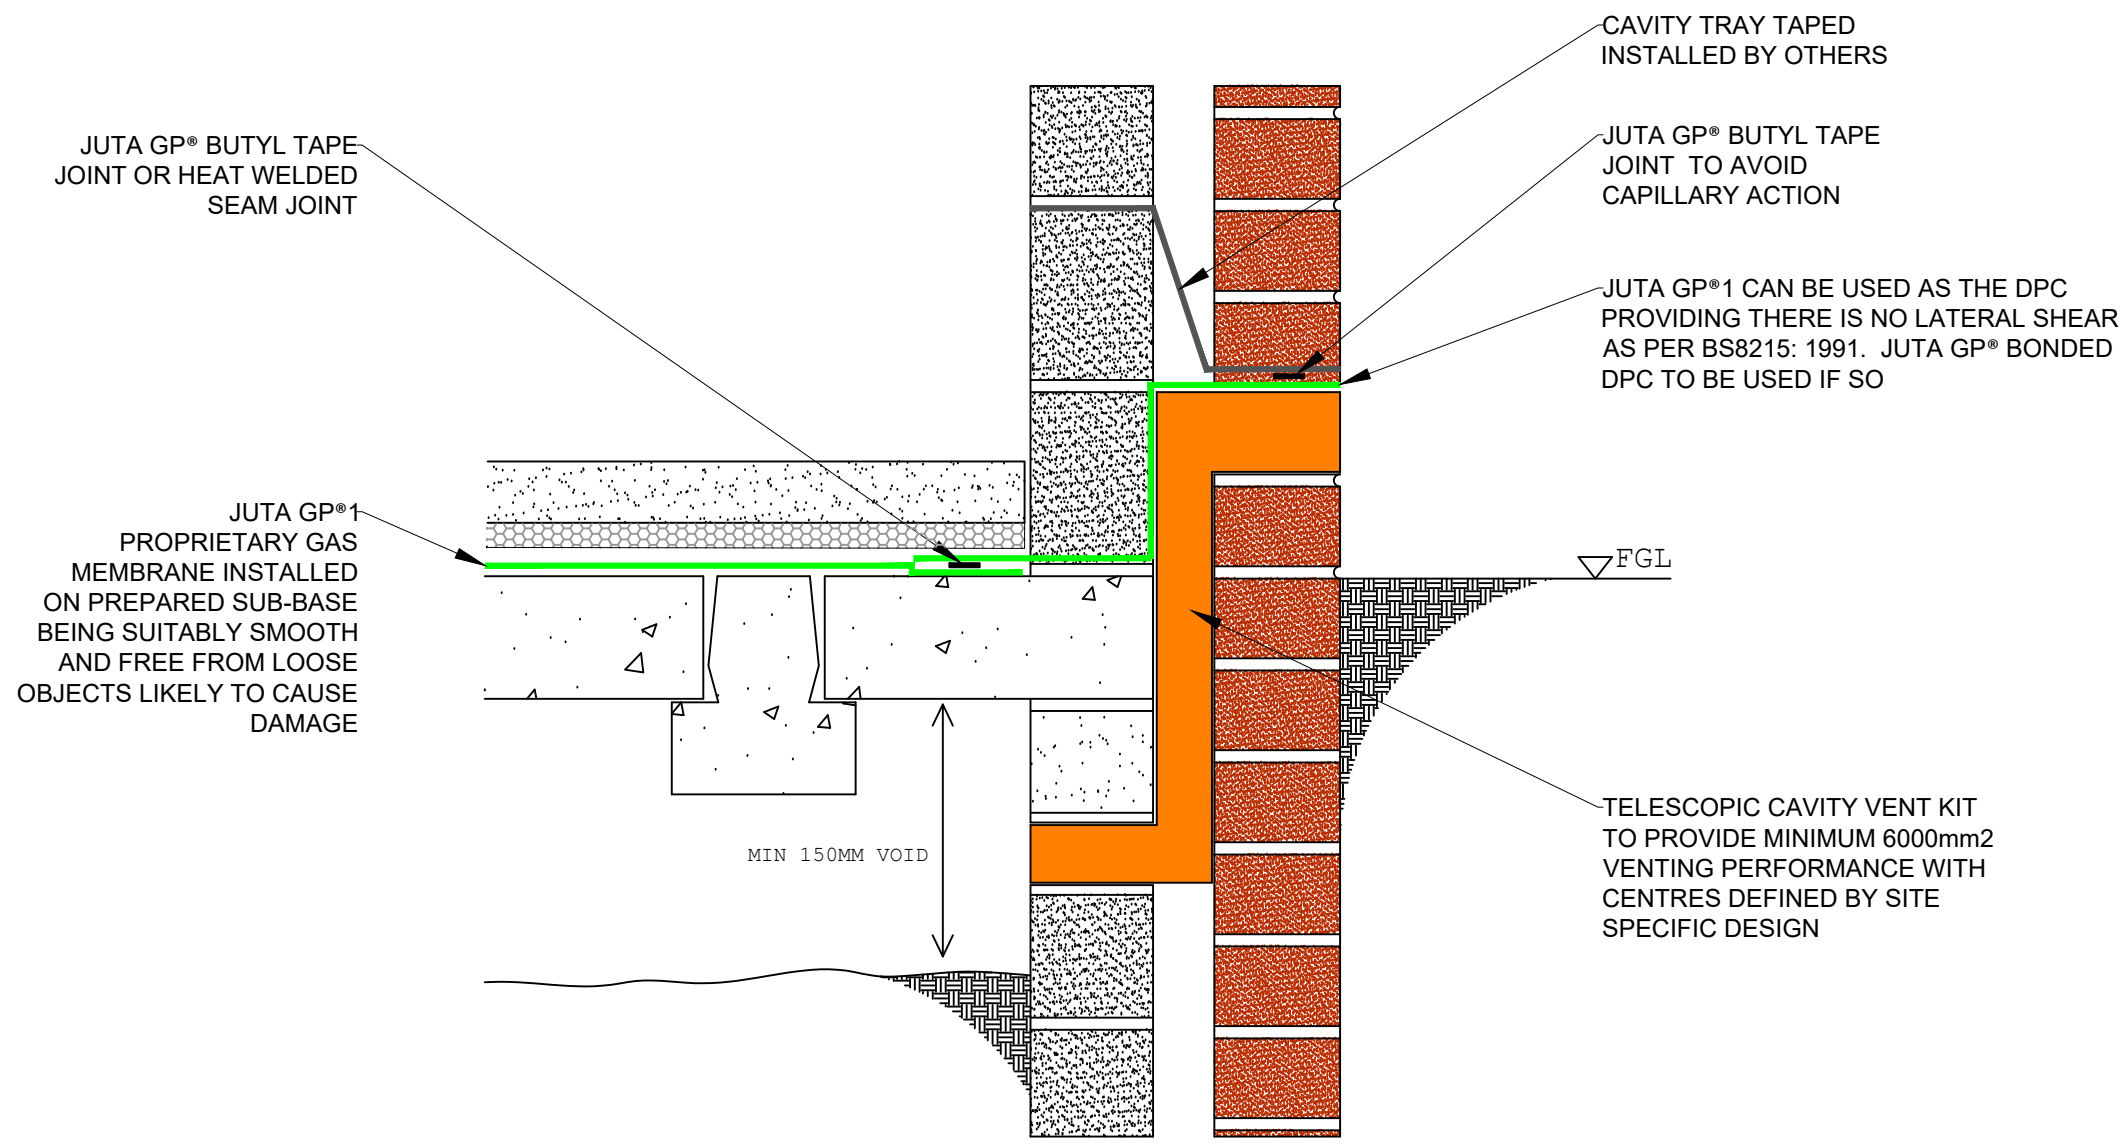 CAVITY TRAY TAPED
INSTALLED BY OTHERS
JUTA GP® BUTYL TAPE
JOINT OR HEAT WELDED
SEAM JOINT
JUTA GP® BUTYL TAPE
JOINT TO AVOID
CAPILLARY ACTION
JUTA GP®1 CAN BE USED AS THE DPC
PROVIDING THERE IS NO LATERAL SHEAR
AS PER BS8215: 1991. JUTA GP® BONDED
DPC TO BE USED IF SO
JUTA GP®1
PROPRIETARY GAS
MEMBRANE INSTALLED
ON PREPARED SUB-BASE
BEING SUITABLY SMOOTH
AND FREE FROM LOOSE
OBJECTS LIKELY TO CAUSE
DAMAGE
FGL
MIN 150MM VOID
TELESCOPIC CAVITY VENT KIT
TO PROVIDE MINIMUM 6000mm2
VENTING PERFORMANCE WITH
CENTRES DEFINED BY SITE
SPECIFIC DESIGN